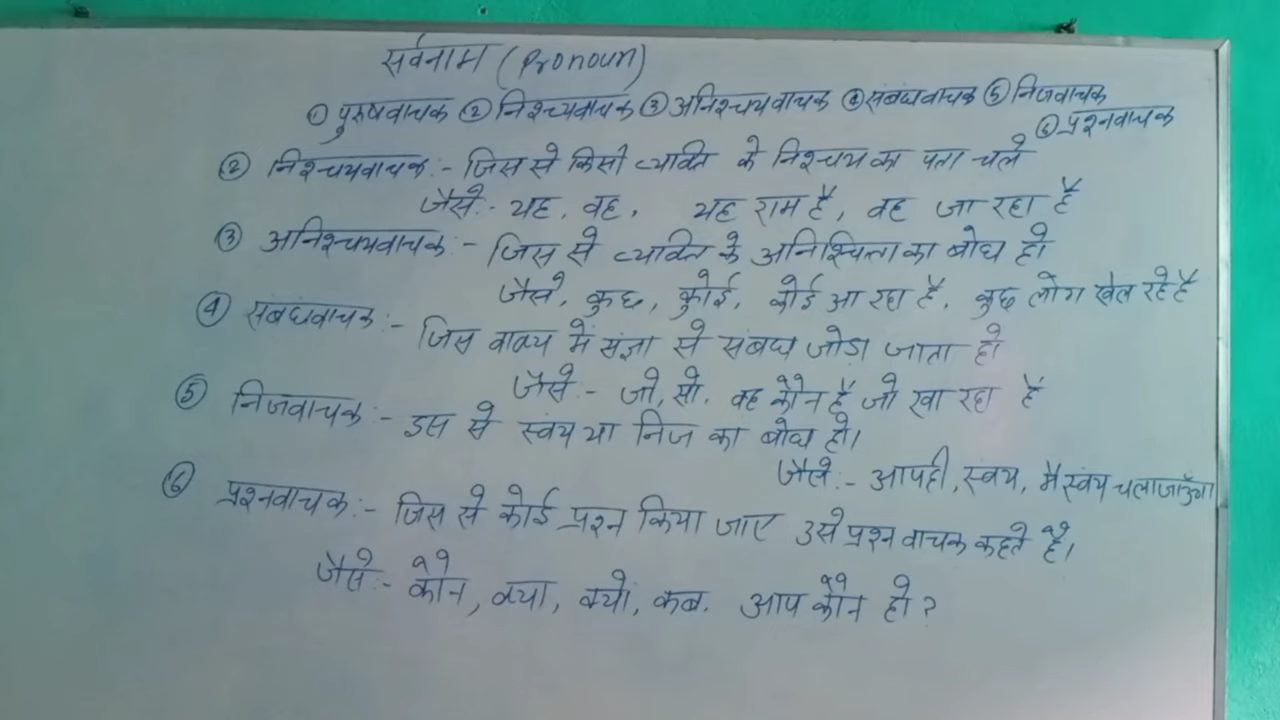 सर्वनाम (Pronoun)
① पुरुषवाचक ② निश्चयवाचक ③ अनिश्चयवाचक ④ संबंधवाचक ⑤ निजवाचक
⑥ प्रश्नवाचक
② निश्चयवाचक :- जिस से किसी व्यक्ति के निश्चय का पता चले
जैसे :- यह, वह, यह राम है, वह जा रहा है
③ अनिश्चयवाचक :- जिस से व्यक्ति के अनिश्चिता का बोध हो
जैसे, कुछ, कोई, कोई आ रहा है, कुछ लोग खेल रहे है
④ संबंधवाचक :- जिस वाक्य में संज्ञा से संबंध जोडा जाता हो
जैसे :- जो, सो, वह कौन है जो खा रहा है
⑤ निजवाचक :- इस से स्वंय या निज का बोध हो।
जैसे :- आपही, स्वंय, मै स्वंय चला जाऊँगा
⑥ प्रश्नवाचक :- जिस से कोई प्रश्न किया जाए उसे प्रश्न वाचक कहते है।
जैसे :- कौन, क्या, क्यों, कब. आप कौन हो ?